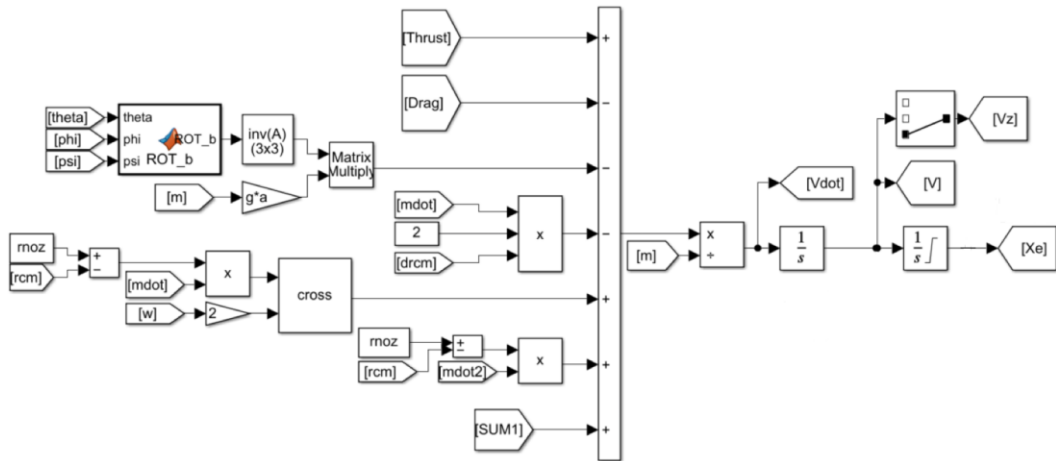 [Thrust]
+
[Drag]
−
[theta]
theta
[phi]
phi
ROT_b
[psi]
psi
ROT_b
inv(A)
(3x3)
Matrix
Multiply
−
[m]
g*a
[mdot]
2
x
−
[drcm]
[m]
x
÷
1
s
[Vdot]
[Vz]
[V]
1
s
[Xe]
rnoz
+
−
[rcm]
[mdot]
x
[w]
2
cross
+
rnoz
+
−
[rcm]
[mdot2]
x
+
[SUM1]
+